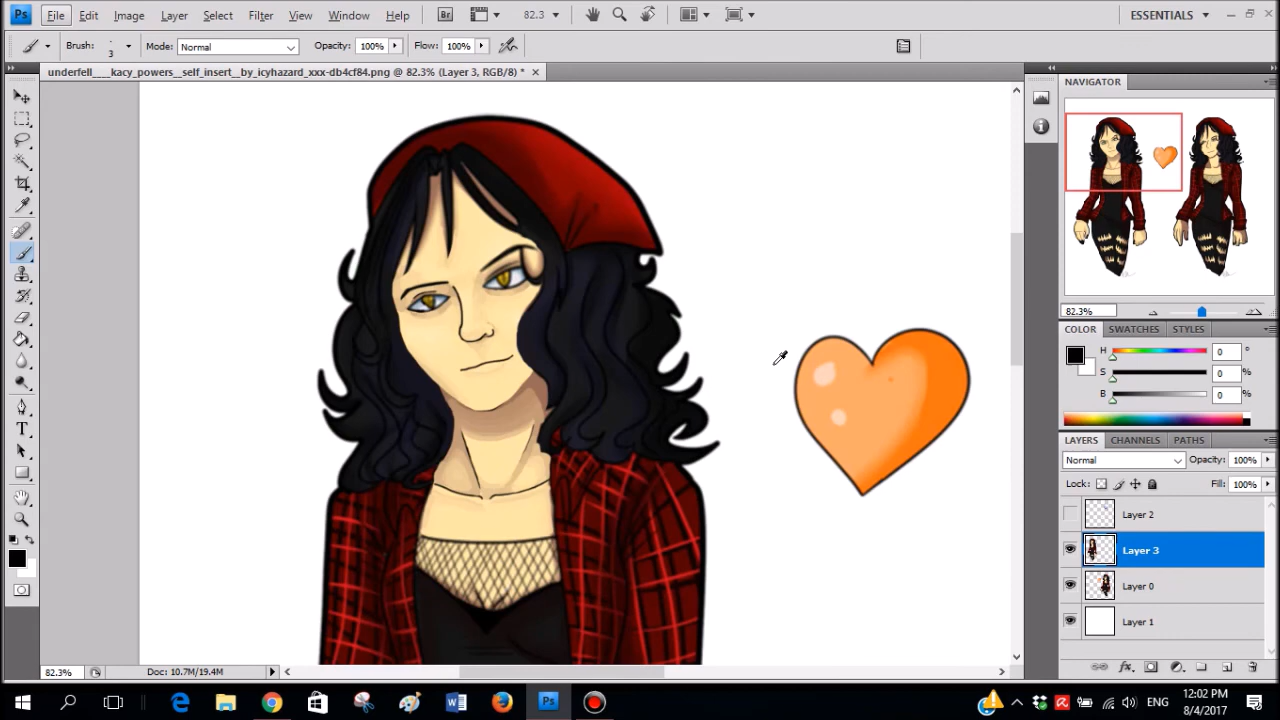 Ps File Edit Image Layer Select Filter View Window Help Br 82.3 ESSENTIALS
Brush: 3 Mode: Normal Opacity: 100% Flow: 100%
underfell____kacy_powers__self_insert__by_icyhazard_xxx-db4cf84.png @ 82.3% (Layer 3, RGB/8) *
NAVIGATOR
82.3%
COLOR SWATCHES STYLES
H 0 °
S 0 %
B 0 %
LAYERS CHANNELS PATHS
Normal Opacity: 100%
Lock: Fill: 100%
Layer 2
Layer 3
Layer 0
Layer 1
T
82.3% Doc: 10.7M/19.4M
Ps ENG 12:02 PM
8/4/2017